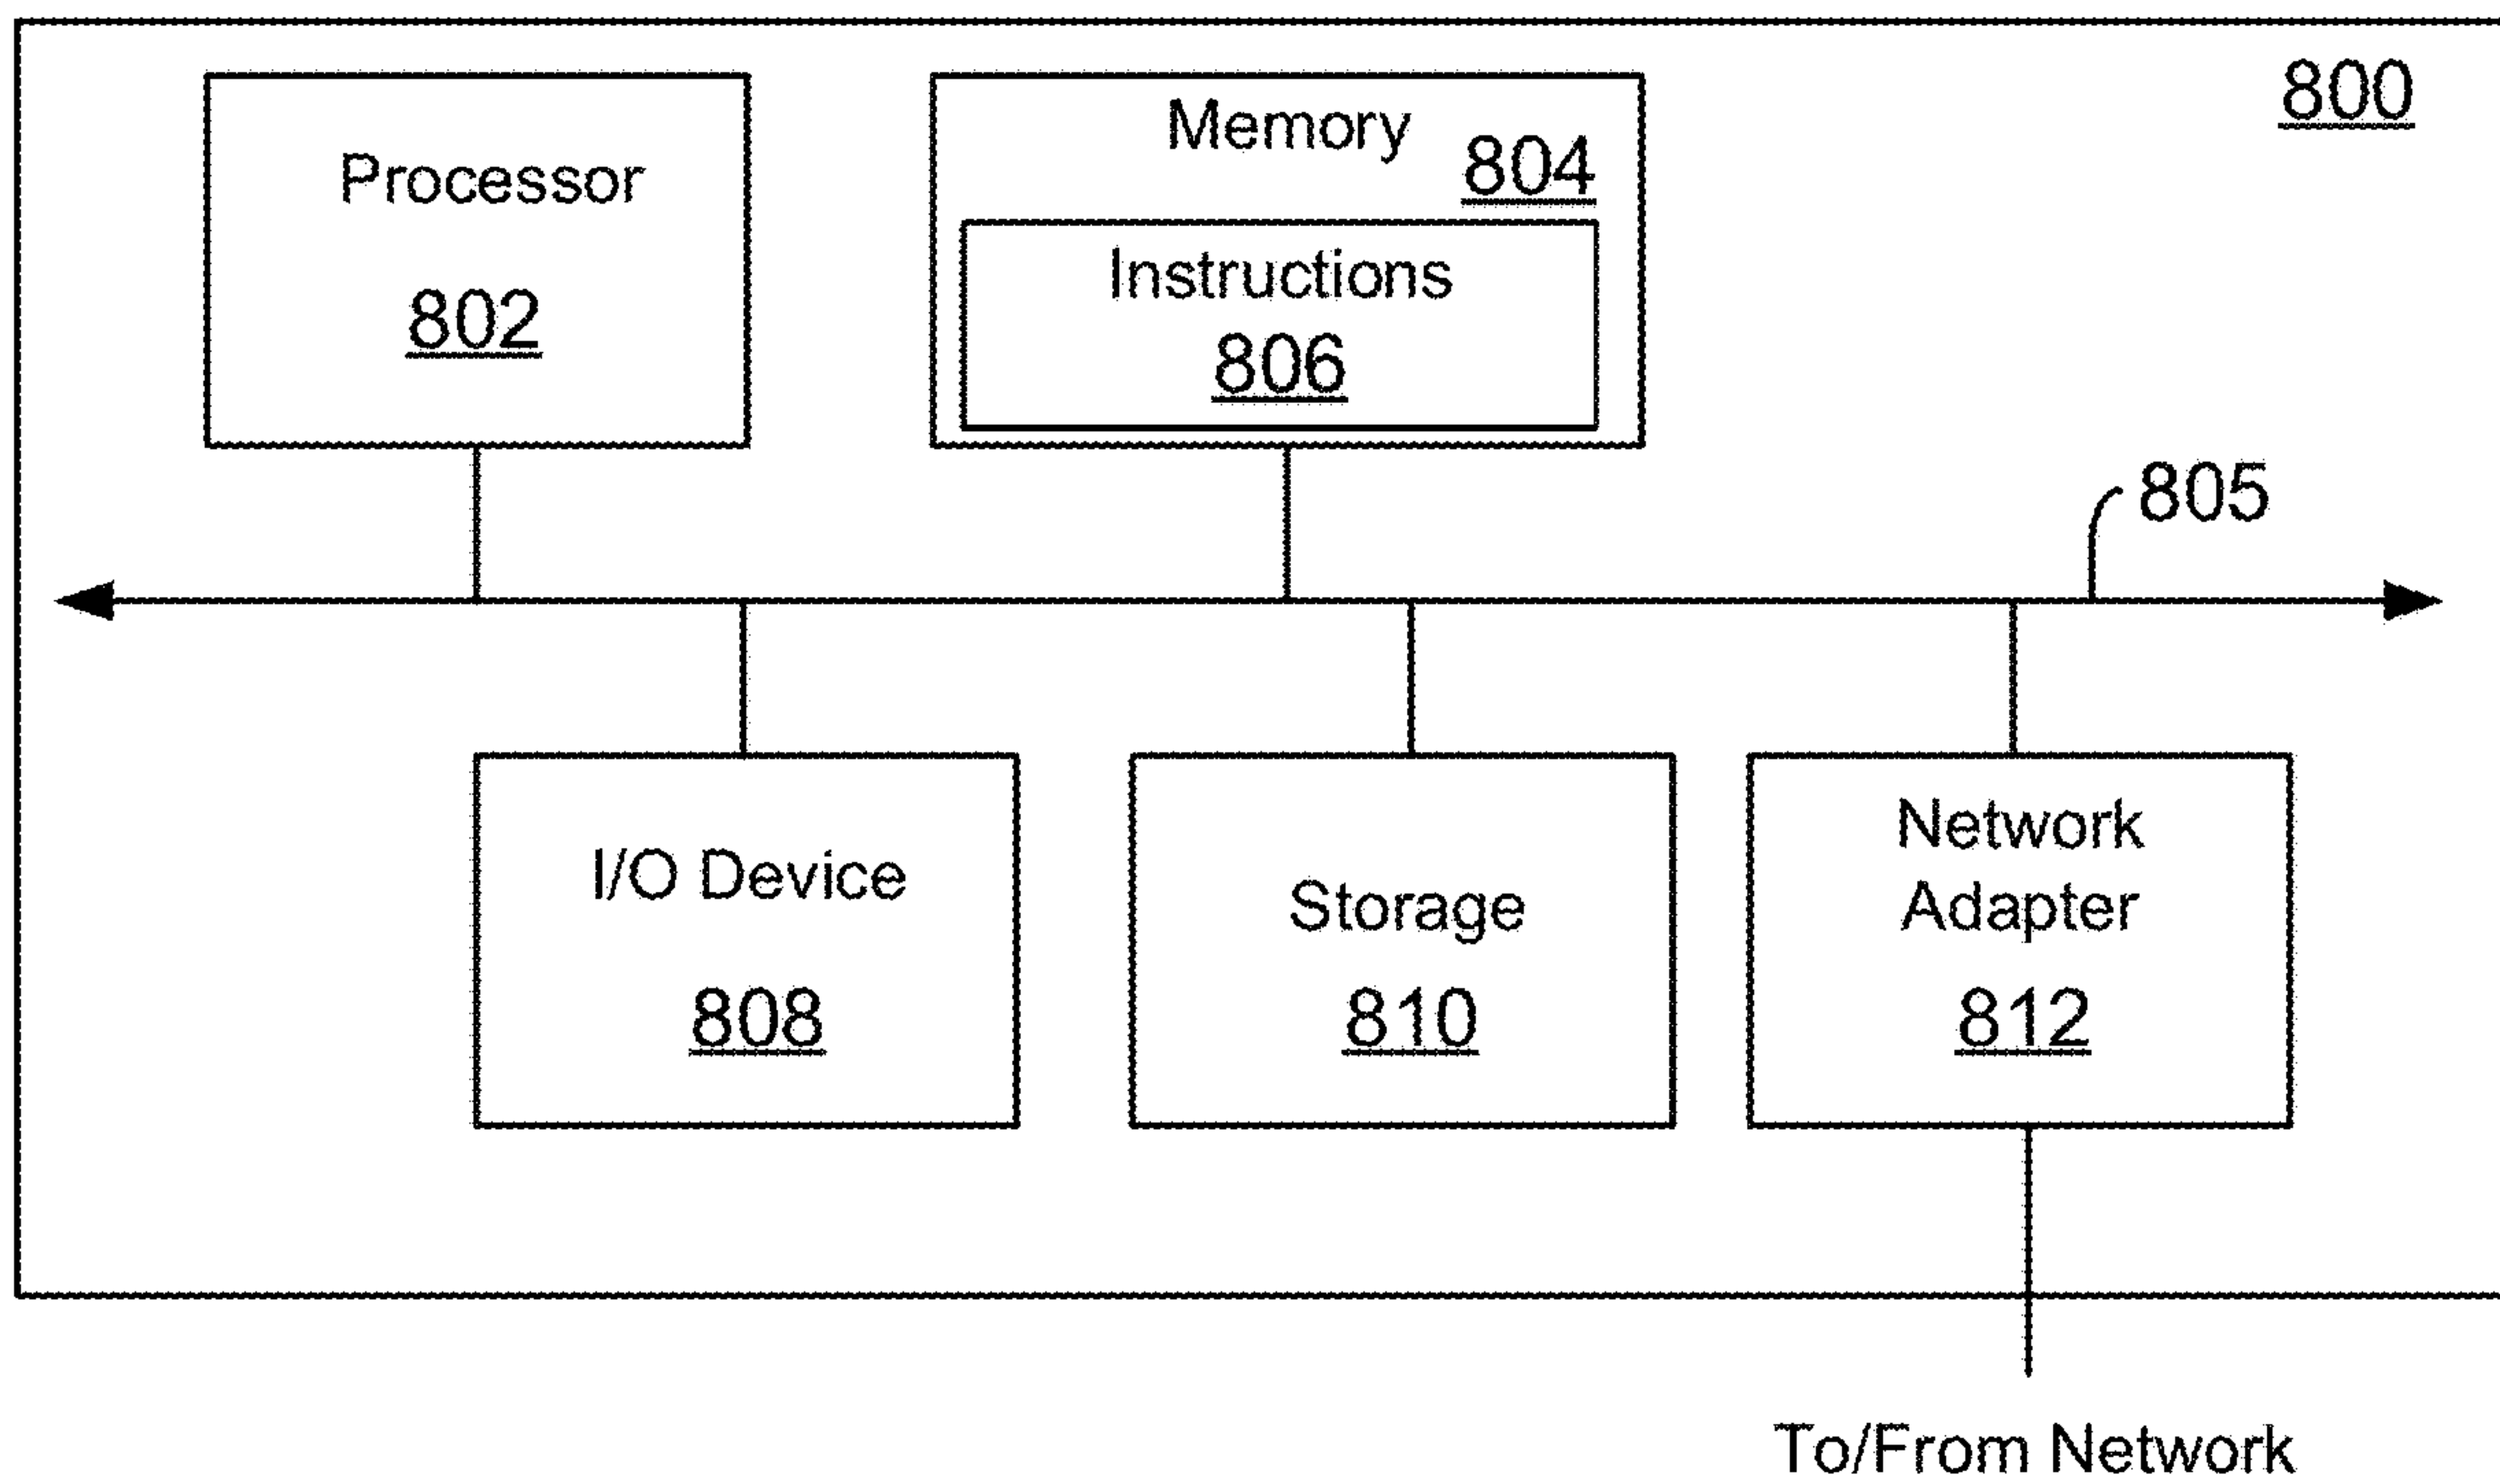 800
Processor
802
Memory
804
Instructions
806
805
I/O Device
808
Storage
810
Network
Adapter
812
To/From Network